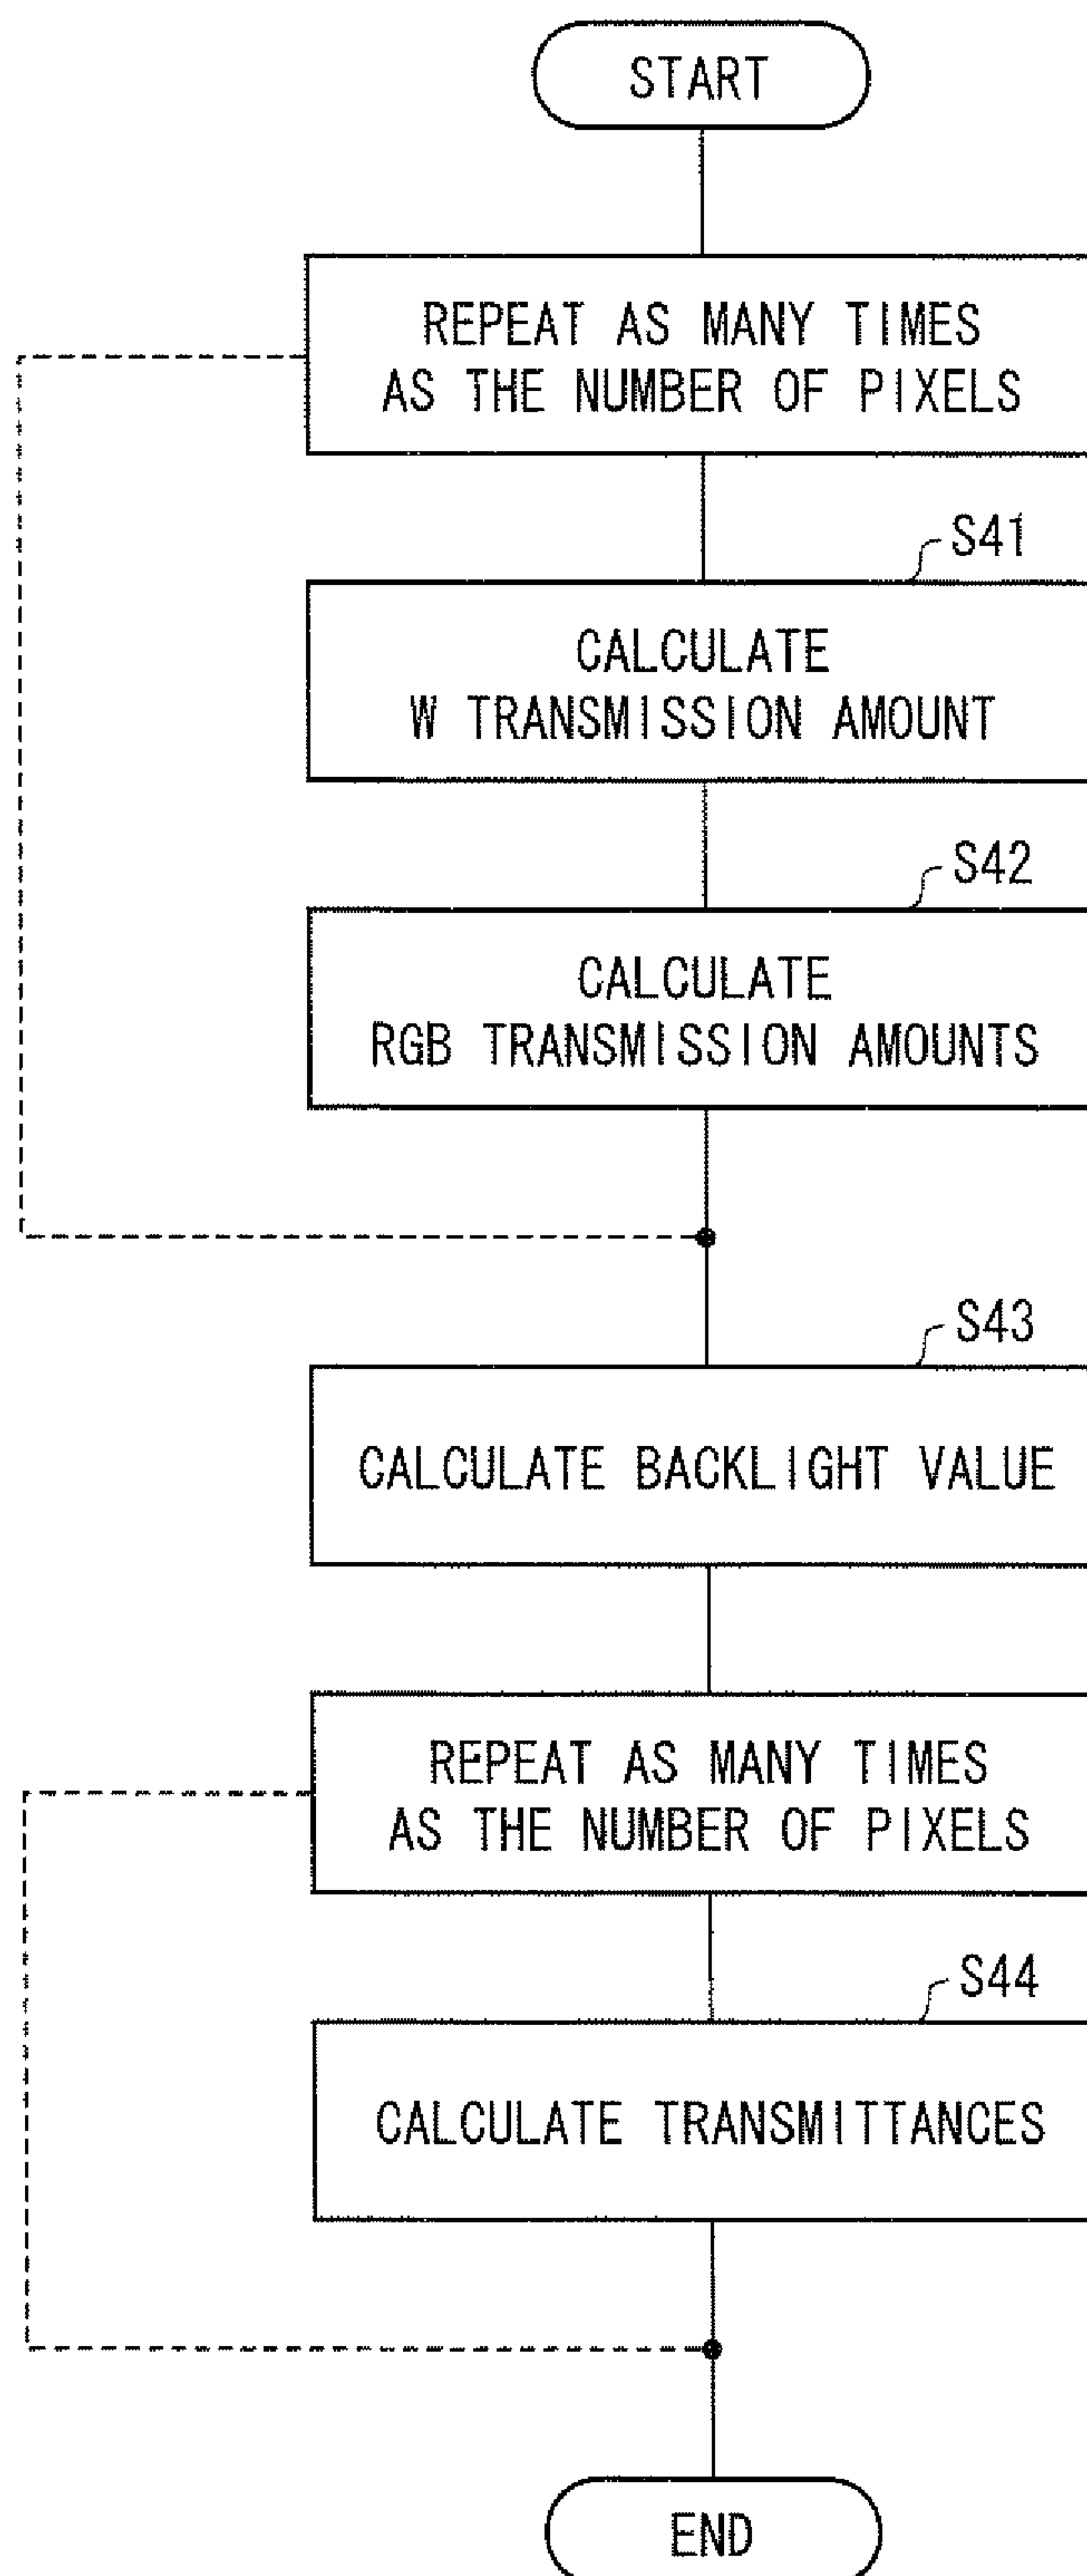 START
REPEAT AS MANY TIMES
AS THE NUMBER OF PIXELS
S41
CALCULATE
W TRANSMISSION AMOUNT
S42
CALCULATE
RGB TRANSMISSION AMOUNTS
S43
CALCULATE BACKLIGHT VALUE
REPEAT AS MANY TIMES
AS THE NUMBER OF PIXELS
S44
CALCULATE TRANSMITTANCES
END